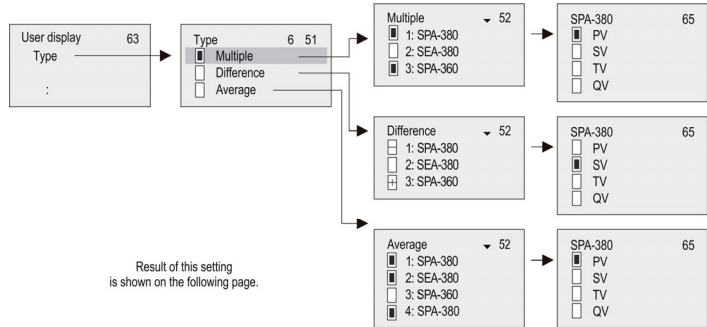 User display 63
Type
:
Type 6 51
Multiple
Difference
Average
Multiple 52
1: SPA-380
2: SEA-380
3: SPA-360
SPA-380 65
PV
SV
TV
QV
Difference 52
1: SPA-380
2: SEA-380
3: SPA-360
SPA-380 65
PV
SV
TV
QV
Average 52
1: SPA-380
2: SEA-380
3: SPA-360
4: SPA-380
SPA-380 65
PV
SV
TV
QV
Result of this setting
is shown on the following page.